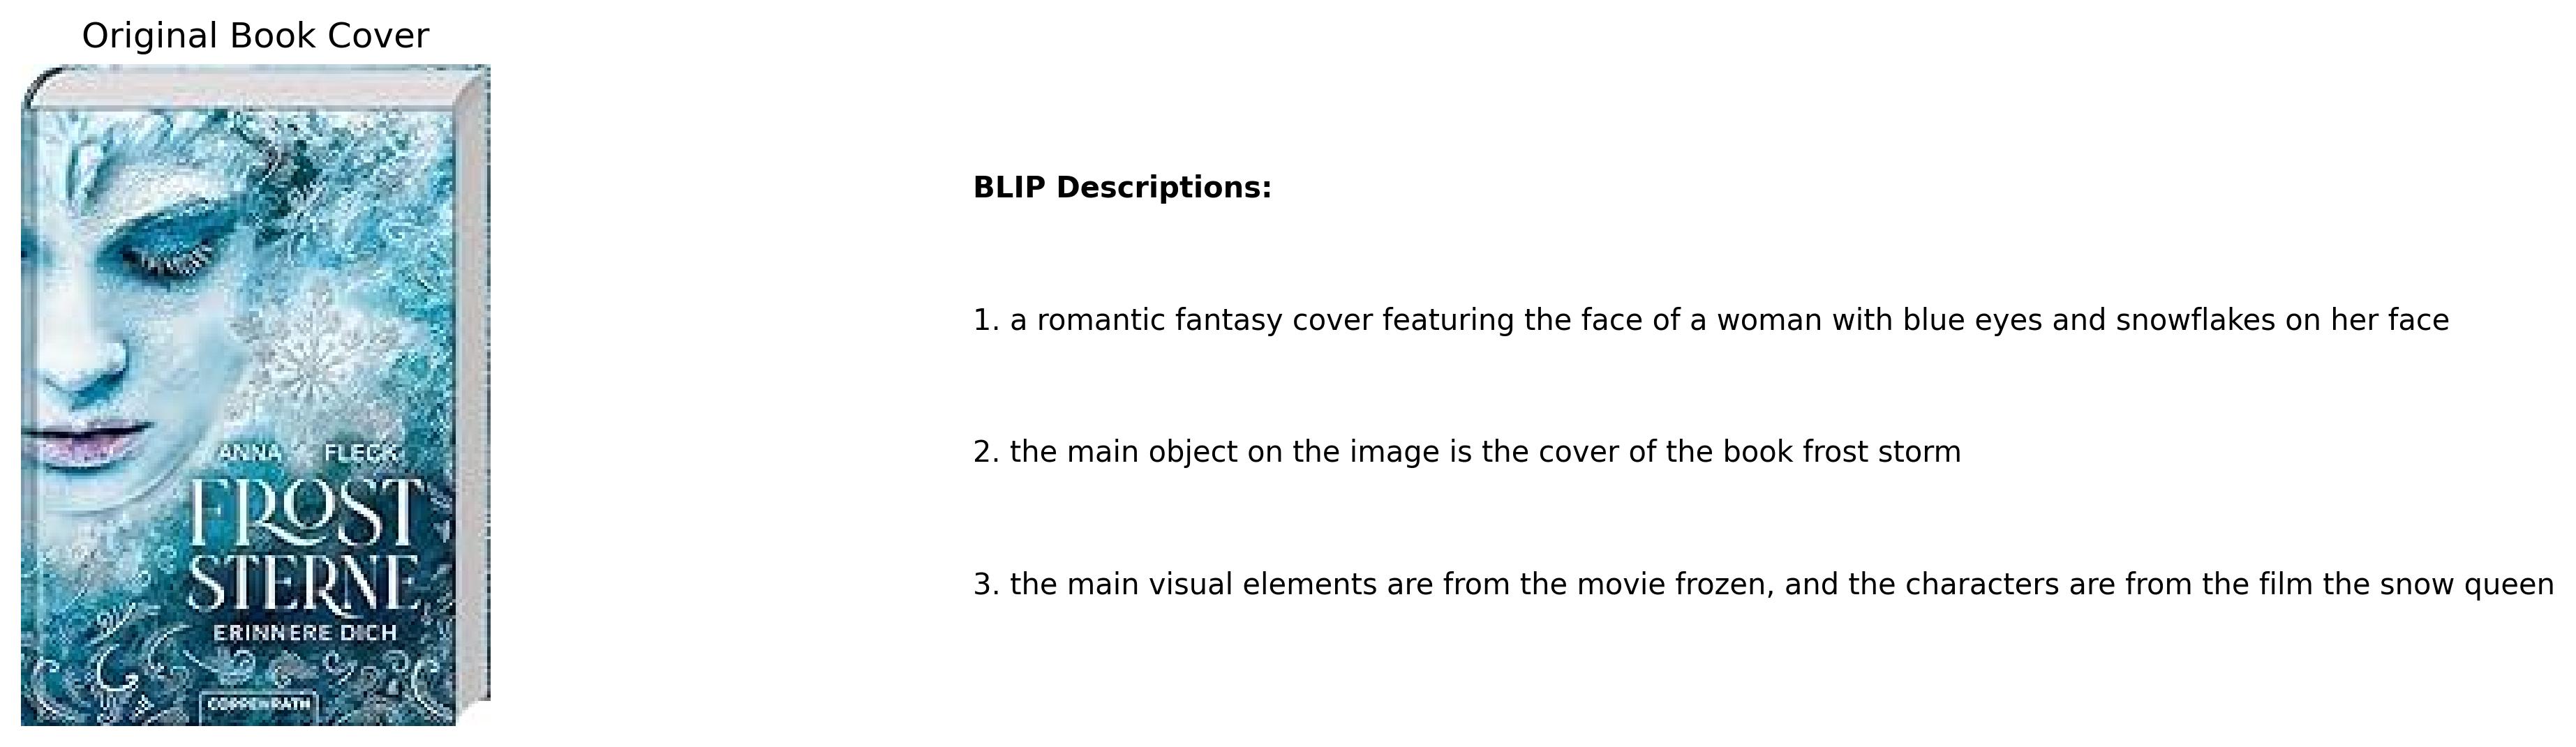 Original Book Cover
ANNA FLECK
FROST
STERNE
ERINNERE DICH
COPPENRATH
BLIP Descriptions:
1. a romantic fantasy cover featuring the face of a woman with blue eyes and snowflakes on her face
2. the main object on the image is the cover of the book frost storm
3. the main visual elements are from the movie frozen, and the characters are from the film the snow queen